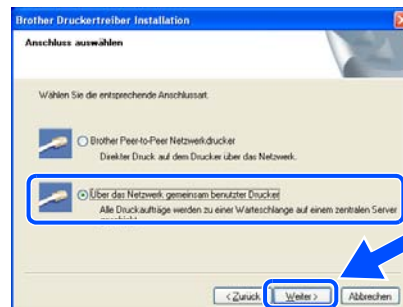 Brother Druckertreiber Installation
Anschluss auswählen
Wählen Sie die entsprechende Anschlussart.
Brother Peer-to-Peer Netzwerkdrucker
Direkter Druck auf dem Drucker über das Netzwerk.
Über das Netzwerk gemeinsam benutzter Drucker
Alle Druckaufträge werden zu einer Warteschlange auf einem zentralen Server
< Zurück Weiter > Abbrechen